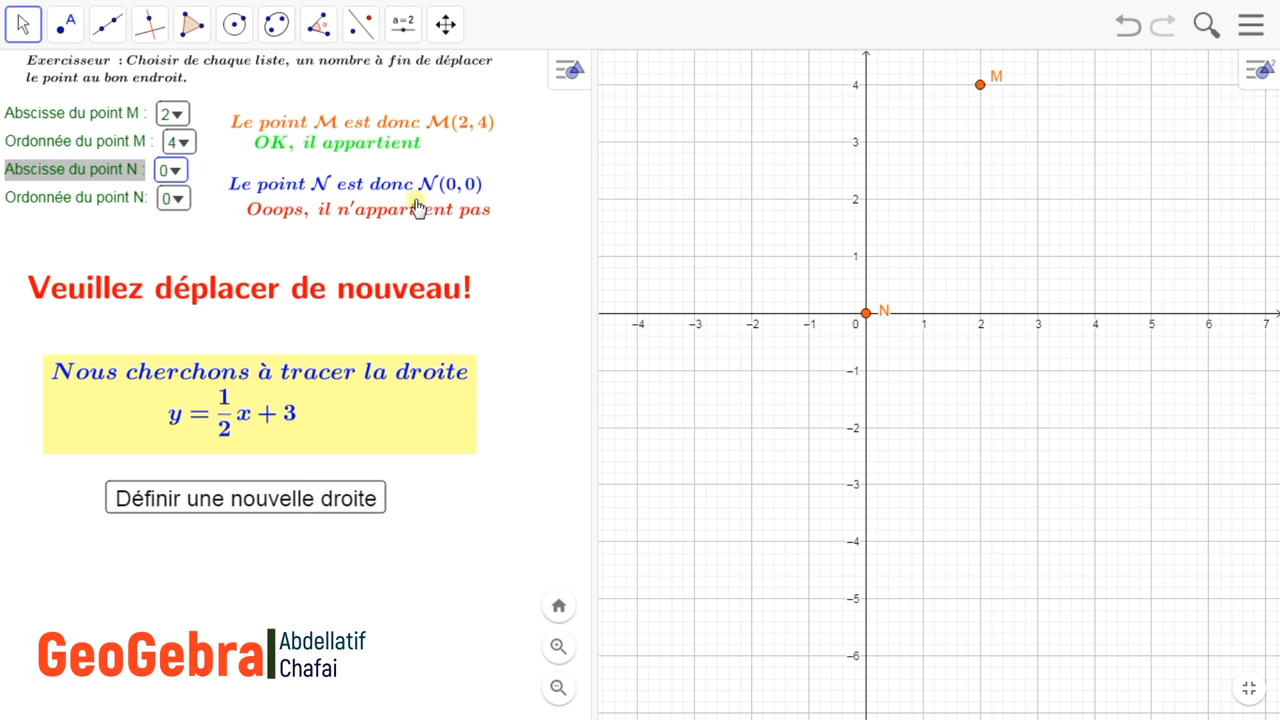 A
a=2
Exercisseur : Choisir de chaque liste, un nombre à fin de déplacer
le point au bon endroit.
Abscisse du point M : 2
Ordonnée du point M : 4
Abscisse du point N : 0
Ordonnée du point N: 0
Le point M est donc M(2,4)
OK, il appartient
Le point N est donc N(0,0)
Ooops, il n'appartient pas
Veuillez déplacer de nouveau!
Nous cherchons à tracer la droite
y = 1/2 x + 3
Définir une nouvelle droite
GeoGebra
Abdellatif
Chafai
2
M
N
4
3
2
1
–4 –3 –2 –1 0 1 2 3 4 5 6 7
–1
–2
–3
–4
–5
–6